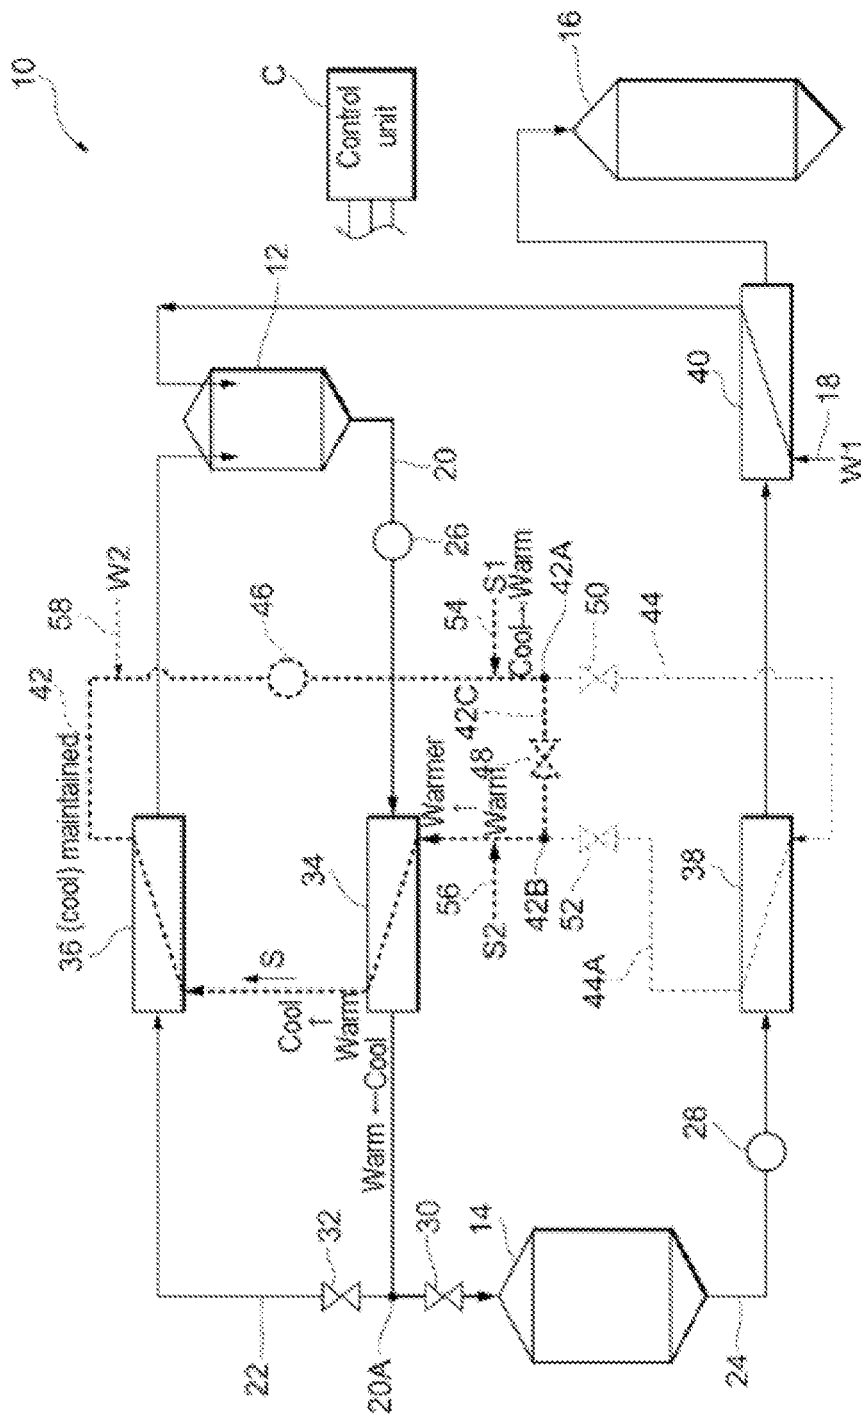 10
C
Control
unit
16
12
58
W2
42
36 (cool) maintained
46
20
26
S
Cool
↑
Warm
34
Warm ←Cool
54
S1
Cool→Warm
42A
42C
48
Warmer
↑
Warm
56
S2
42B
50
52
44
44A
40
18
W1
38
32
30
14
22
20A
24
28